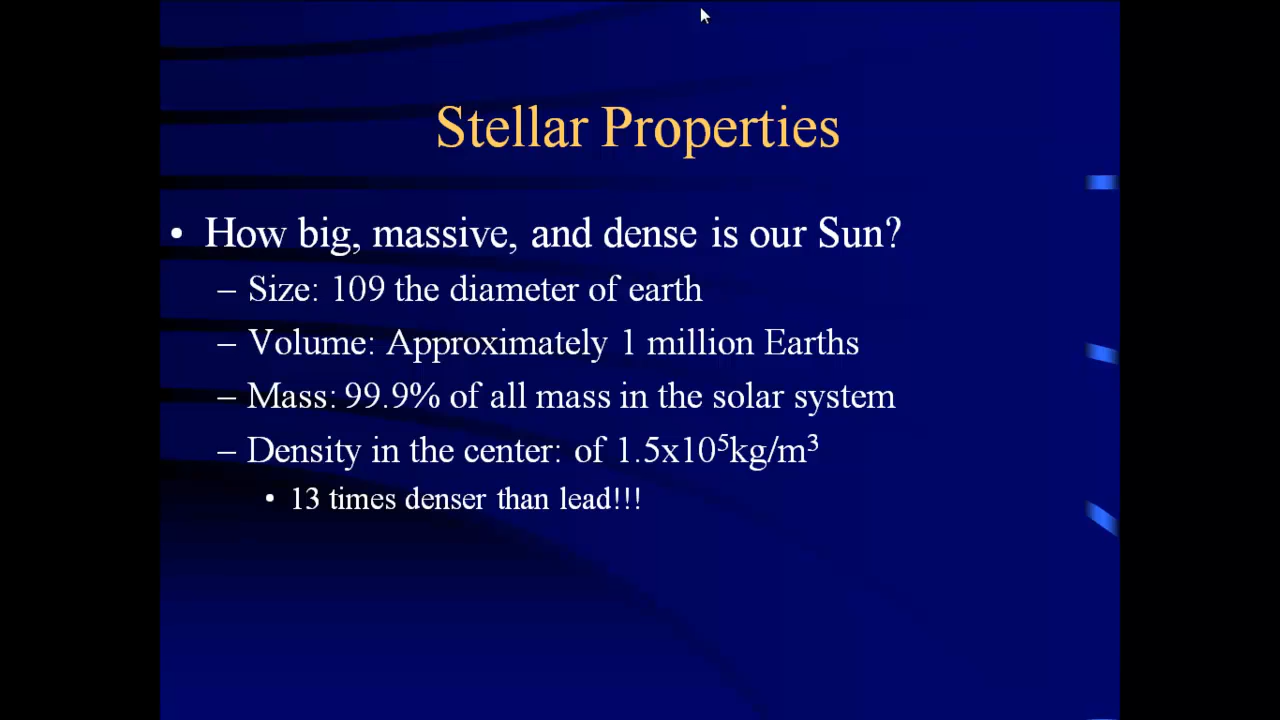 Stellar Properties
• How big, massive, and dense is our Sun?
– Size: 109 the diameter of earth
– Volume: Approximately 1 million Earths
– Mass: 99.9% of all mass in the solar system
– Density in the center: of 1.5x10⁵kg/m³
• 13 times denser than lead!!!